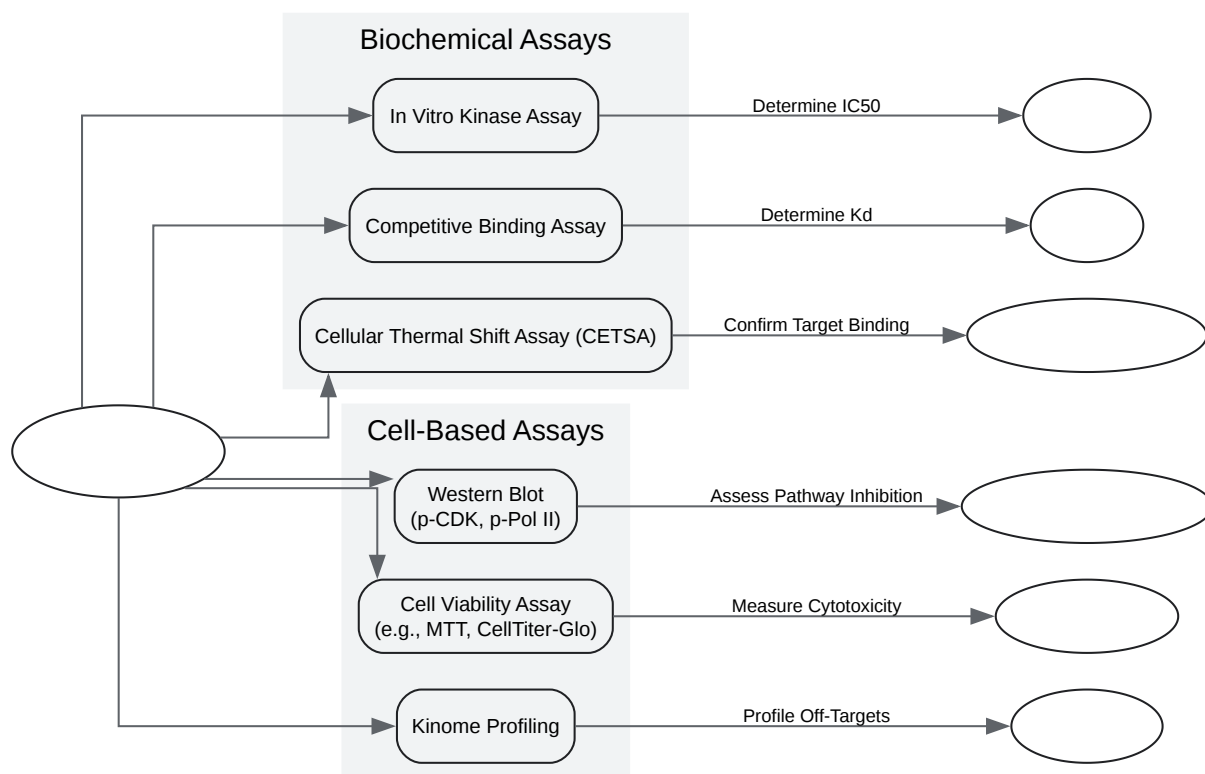 Biochemical Assays
In Vitro Kinase Assay
Determine IC50
Competitive Binding Assay
Determine Kd
Cellular Thermal Shift Assay (CETSA)
Confirm Target Binding
Cell-Based Assays
Western Blot
(p-CDK, p-Pol II)
Assess Pathway Inhibition
Cell Viability Assay
(e.g., MTT, CellTiter-Glo)
Measure Cytotoxicity
Kinome Profiling
Profile Off-Targets